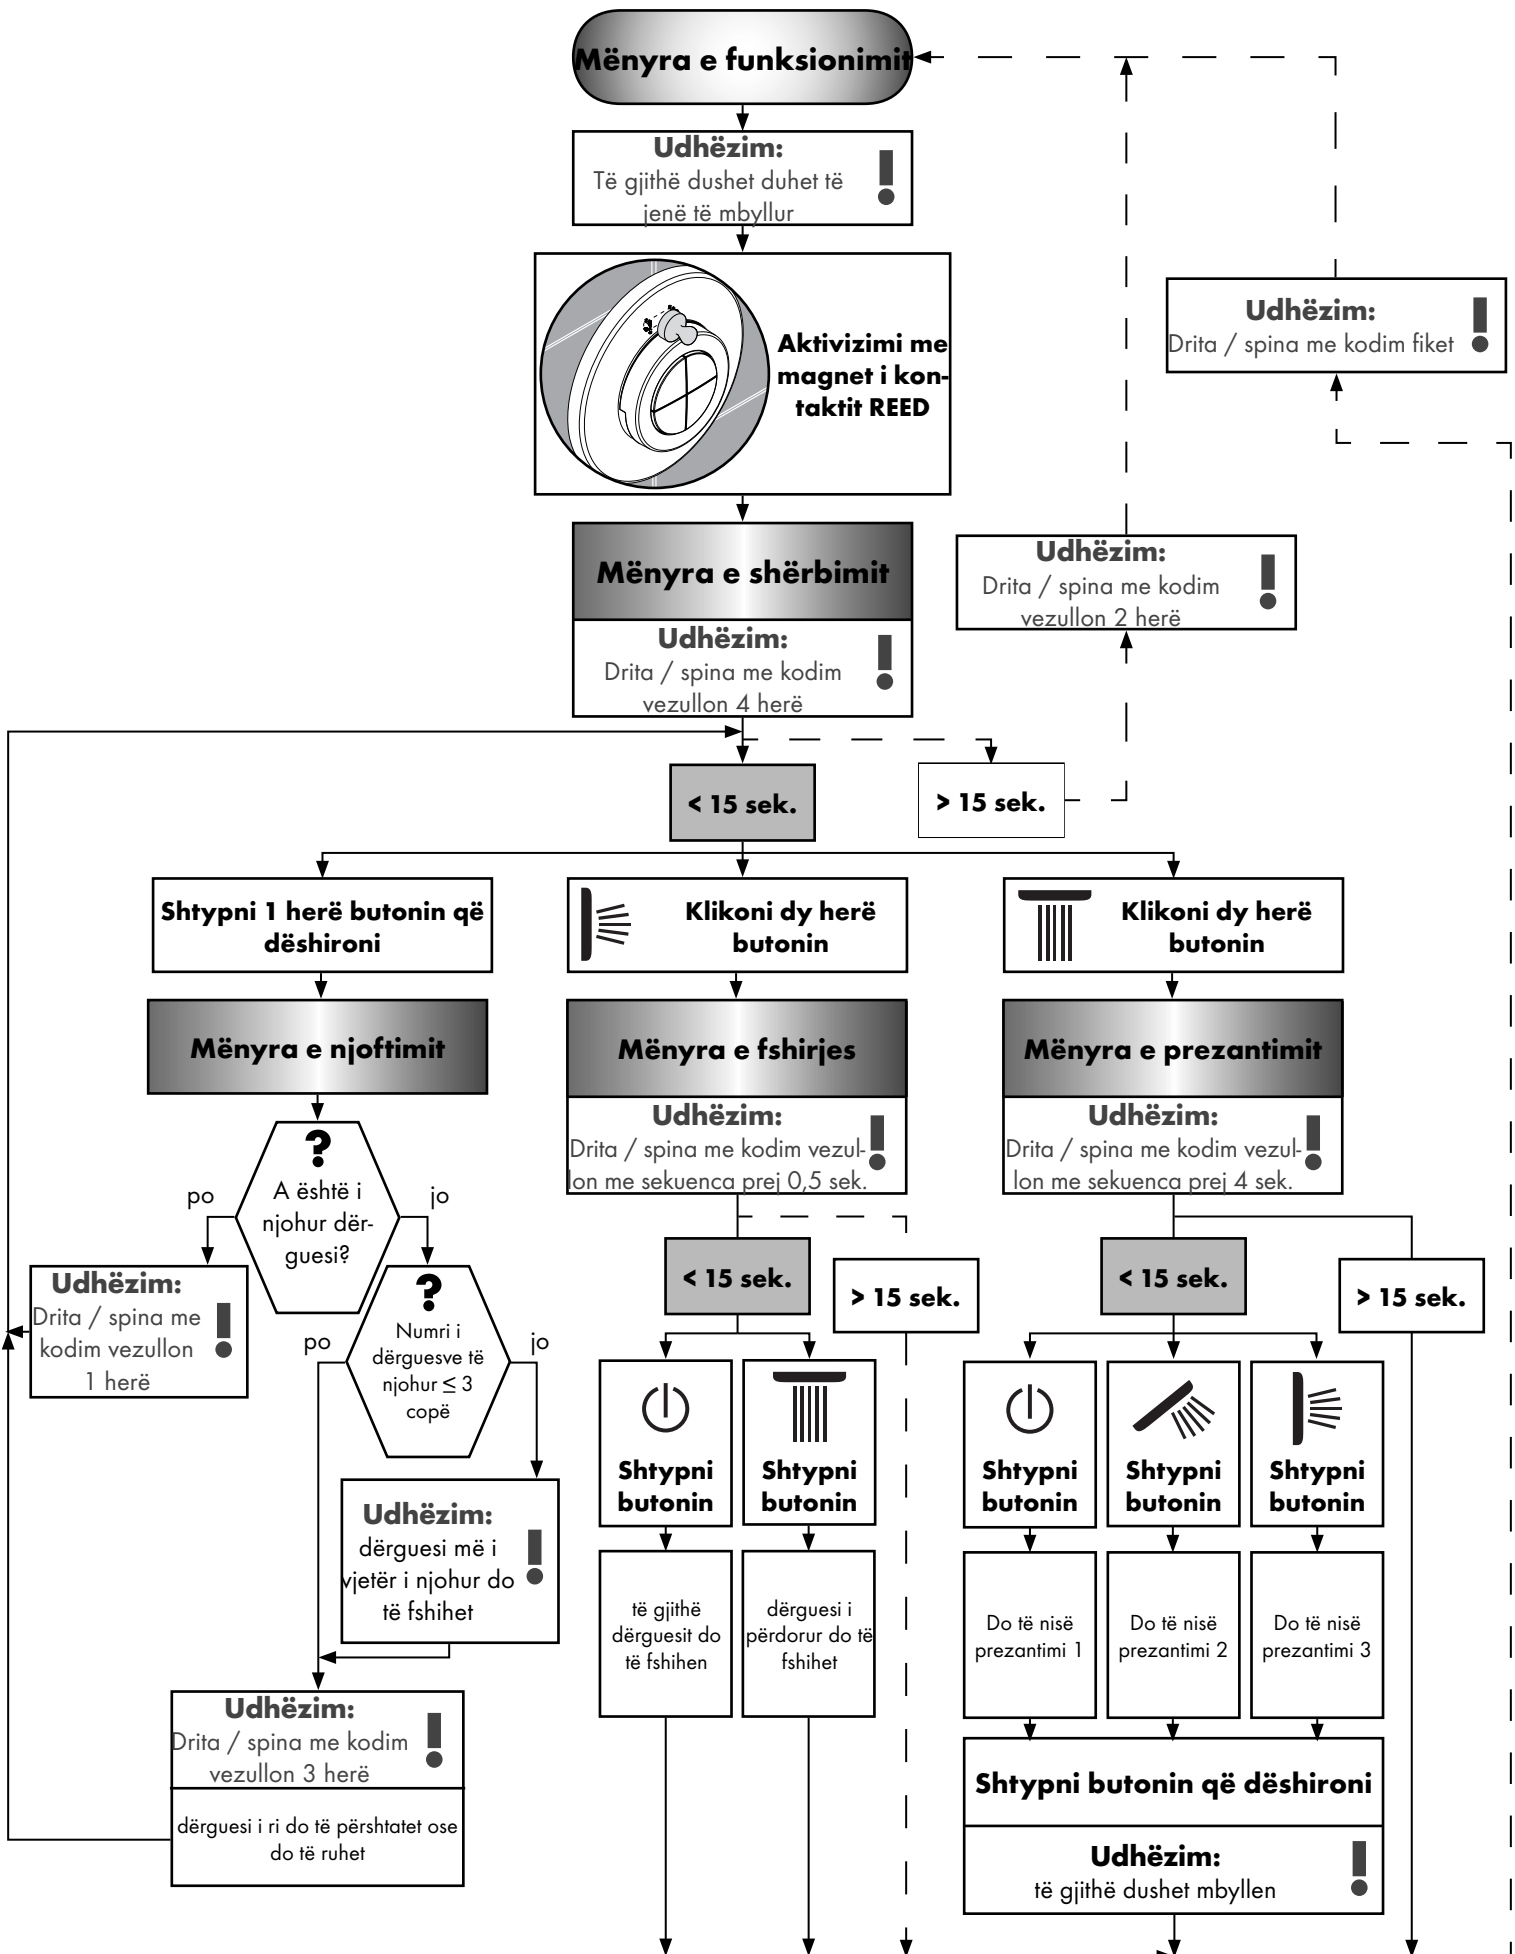 Mënyra e funksionimit
Udhëzim:
Të gjithë dushet duhet të
jenë të mbyllur
Aktivizimi me
magnet i kon-
taktit REED
Udhëzim:
Drita / spina me kodim fiket
Mënyra e shërbimit
Udhëzim:
Drita / spina me kodim
vezullon 4 herë
Udhëzim:
Drita / spina me kodim
vezullon 2 herë
< 15 sek.
> 15 sek.
Shtypni 1 herë butonin që
dëshironi
Klikoni dy herë
butonin
Klikoni dy herë
butonin
Mënyra e njoftimit
Mënyra e fshirjes
Udhëzim:
Drita / spina me kodim vezul-
lon me sekuenca prej 0,5 sek.
Mënyra e prezantimit
Udhëzim:
Drita / spina me kodim vezul-
lon me sekuenca prej 4 sek.
?
A është i
njohur dër-
guesi?
po
jo
Udhëzim:
Drita / spina me
kodim vezullon
1 herë
?
Numri i
dërguesve të
njohur ≤ 3
copë
po
jo
Udhëzim:
dërguesi më i
vjetër i njohur do
të fshihet
Udhëzim:
Drita / spina me kodim
vezullon 3 herë
dërguesi i ri do të përshtatet ose
do të ruhet
< 15 sek.
> 15 sek.
Shtypni
butonin
Shtypni
butonin
të gjithë
dërguesit do
të fshihen
dërguesi i
përdorur do të
fshihet
< 15 sek.
> 15 sek.
Shtypni
butonin
Shtypni
butonin
Shtypni
butonin
Do të nisë
prezantimi 1
Do të nisë
prezantimi 2
Do të nisë
prezantimi 3
Shtypni butonin që dëshironi
Udhëzim:
të gjithë dushet mbyllen